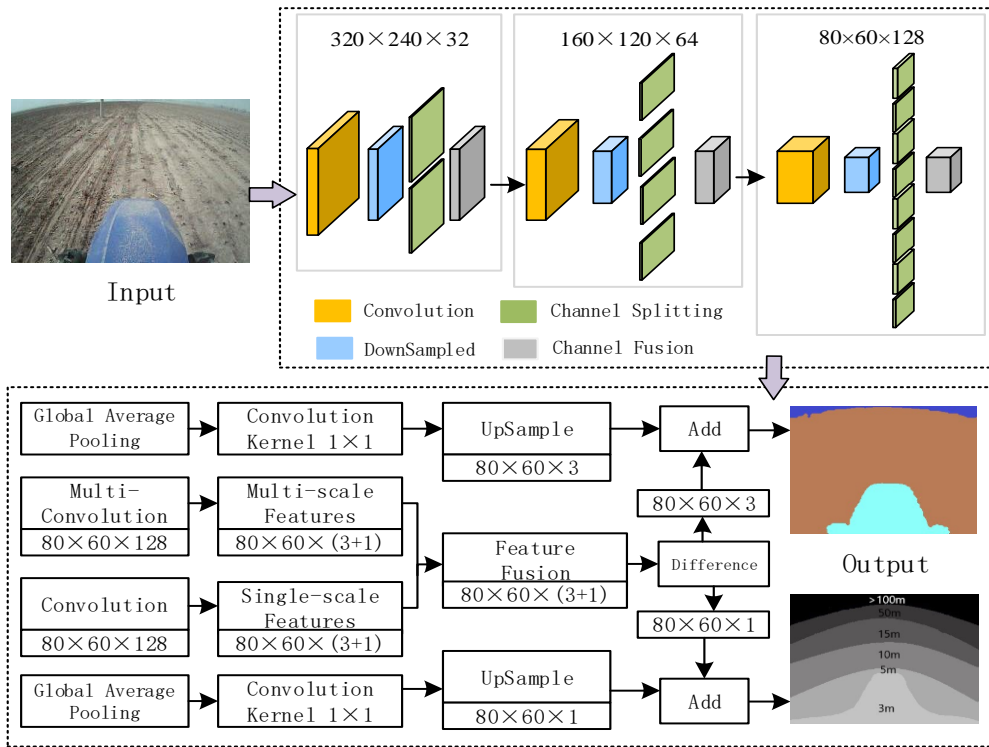 320×240×32
160×120×64
80×60×128
Input
Convolution
Channel Splitting
DownSampled
Channel Fusion
Global Average
Pooling
Convolution
Kernel 1×1
UpSample
80×60×3
Add
Multi-
Convolution
80×60×128
Multi-scale
Features
80×60×(3+1)
80×60×3
Feature
Fusion
80×60×(3+1)
Difference
Output
Convolution
80×60×128
Single-scale
Features
80×60×(3+1)
80×60×1
Global Average
Pooling
Convolution
Kernel 1×1
UpSample
80×60×1
Add
>100m
50m
15m
10m
5m
3m